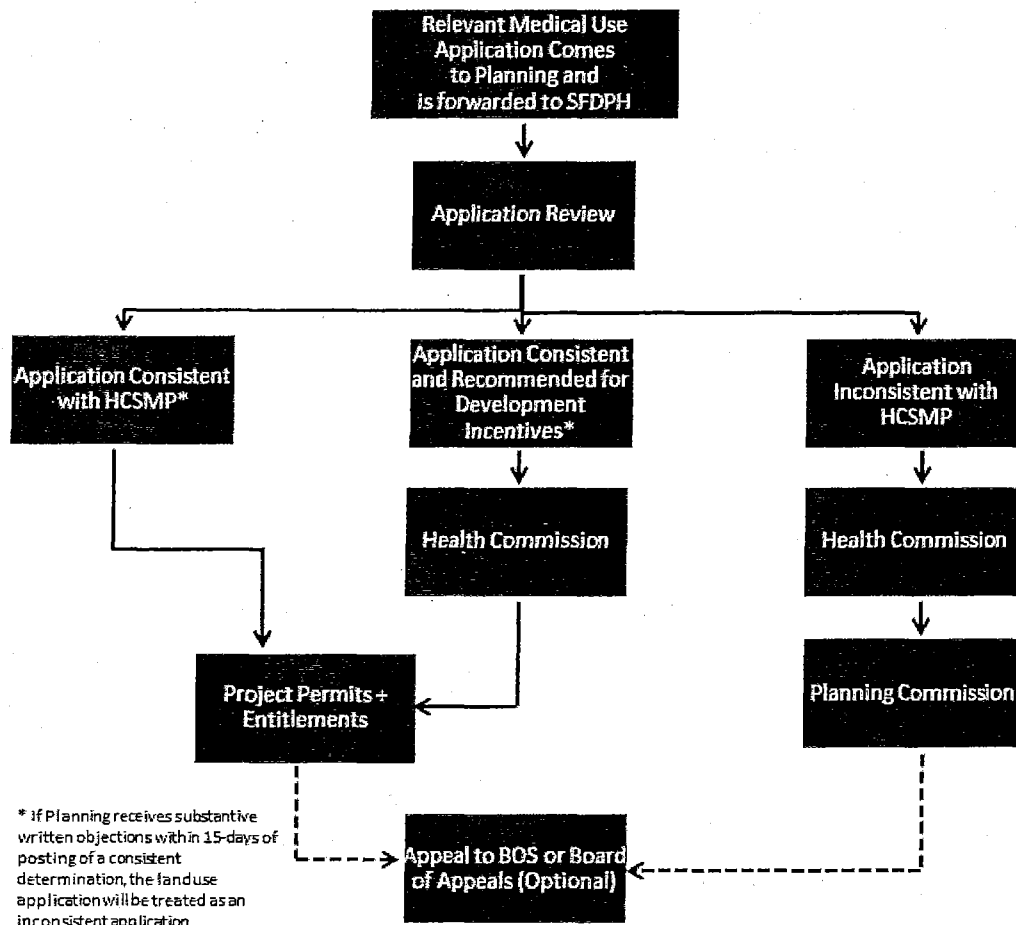 Relevant Medical Use
Application Comes
to Planning and
is forwarded to SFDPH
Application Review
Application Consistent
with HCSMP*
Application Consistent
and Recommended for
Development
Incentives*
Application
Inconsistent with
HCSMP
Health Commission
Health Commission
Project Permits +
Entitlements
Planning Commission
* If Planning receives substantive
written objections within 15-days of
posting of a consistent
determination, the land use
application will be treated as an
inconsistent application
Appeal to BOS or Board
of Appeals (Optional)